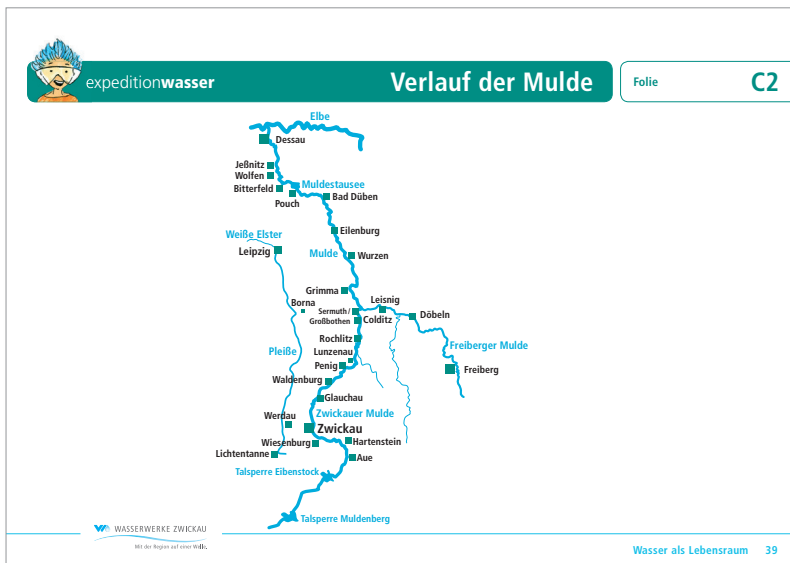 expeditionwasser
Verlauf der Mulde
Folie
C2
Elbe
Dessau
Jeßnitz
Wolfen
Bitterfeld
Muldestausee
Pouch
Bad Düben
Weiße Elster
Eilenburg
Leipzig
Mulde
Wurzen
Grimma
Borna
Leisnig
Sermuth /
Großbothen
Colditz
Döbeln
Rochlitz
Pleiße
Lunzenau
Freiberger Mulde
Penig
Freiberg
Waldenburg
Glauchau
Werdau
Zwickauer Mulde
Zwickau
Wiesenburg
Hartenstein
Lichtentanne
Aue
Talsperre Eibenstock
Talsperre Muldenberg
WASSERWERKE ZWICKAU
Mit der Region auf einer Welle.
Wasser als Lebensraum 39